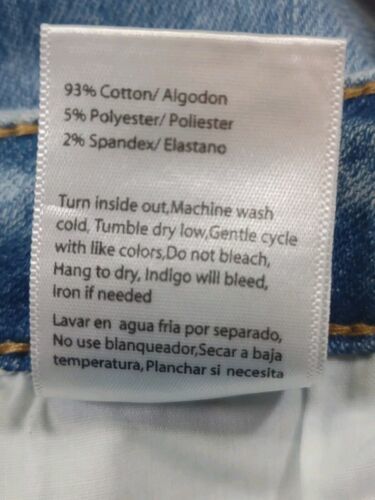 93% Cotton/ Algodon
5% Polyester/ Poliester
2% Spandex/ Elastano
Turn inside out,Machine wash
cold, Tumble dry low,Gentle cycle
with like colors,Do not bleach,
Hang to dry, Indigo will bleed,
Iron if needed
Lavar en agua fria por separado,
No use blanqueador,Secar a baja
temperatura,Planchar si necesita